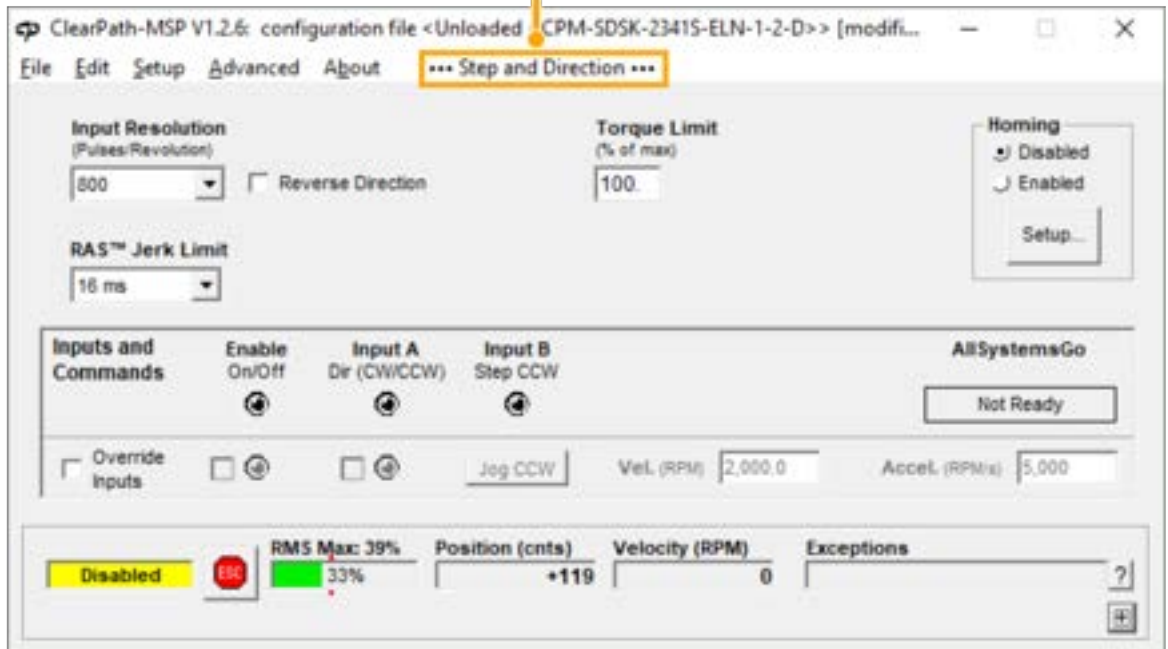 ClearPath-MSP V1.2.6: configuration file <Unloaded CPM-SDSK-2341S-ELN-1-2-D>> [modifi...
File Edit Setup Advanced About ••• Step and Direction •••
Input Resolution
(Pulses/Revolution)
800
Reverse Direction
Torque Limit
(% of max)
100.
Homing
Disabled
Enabled
Setup...
RAS™ Jerk Limit
16 ms
Inputs and
Commands
Enable
On/Off
Input A
Dir (CW/CCW)
Input B
Step CCW
AllSystemsGo
Not Ready
Override
Inputs
Jog CCW
Vel. (RPM) 2,000.0
Accel. (RPM/s) 5,000
Disabled
ESC
RMS Max: 39%
33%
Position (cnts)
+119
Velocity (RPM)
0
Exceptions
?
+